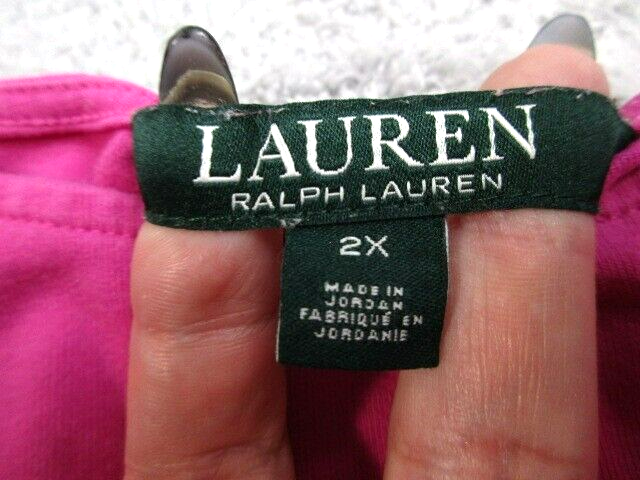 LAUREN
RALPH LAUREN
2X
MADE IN
JORDAN
FABRIQUÉ EN
JORDANIE